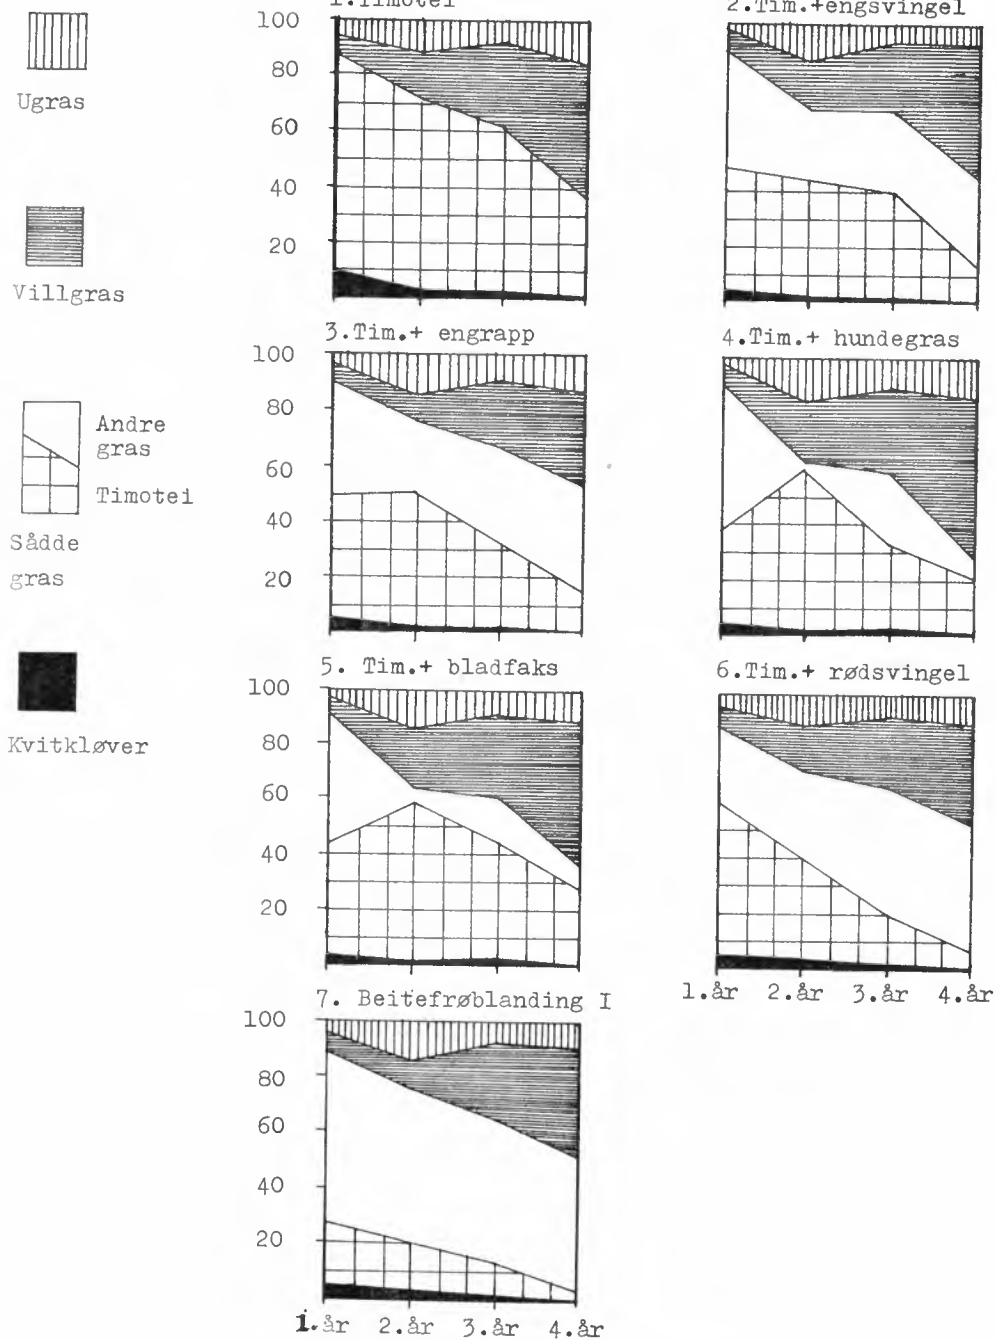 Ugras
Villgras
Andre
gras
Timotei
Sådde
gras
Kvitkløver
1.Timotei
100
80
60
40
20
2.Tim.+engsvingel
3.Tim.+ engrapp
100
80
60
40
20
4.Tim.+ hundegras
5. Tim.+ bladfaks
100
80
60
40
20
6.Tim.+ rødsvingel
1.år 2.år 3.år 4.år
7. Beitefrøblanding I
100
80
60
40
20
1.år 2.år 3.år 4.år